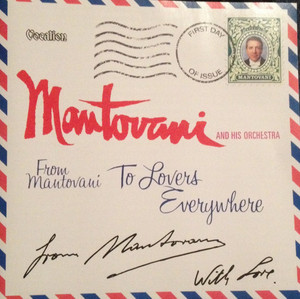 Vocalion
FIRST DAY
OF ISSUE
MANTOVANI
Mantovani
AND HIS ORCHESTRA
From
Mantovani
To Lovers
Everywhere
from Mantovani
With Love.